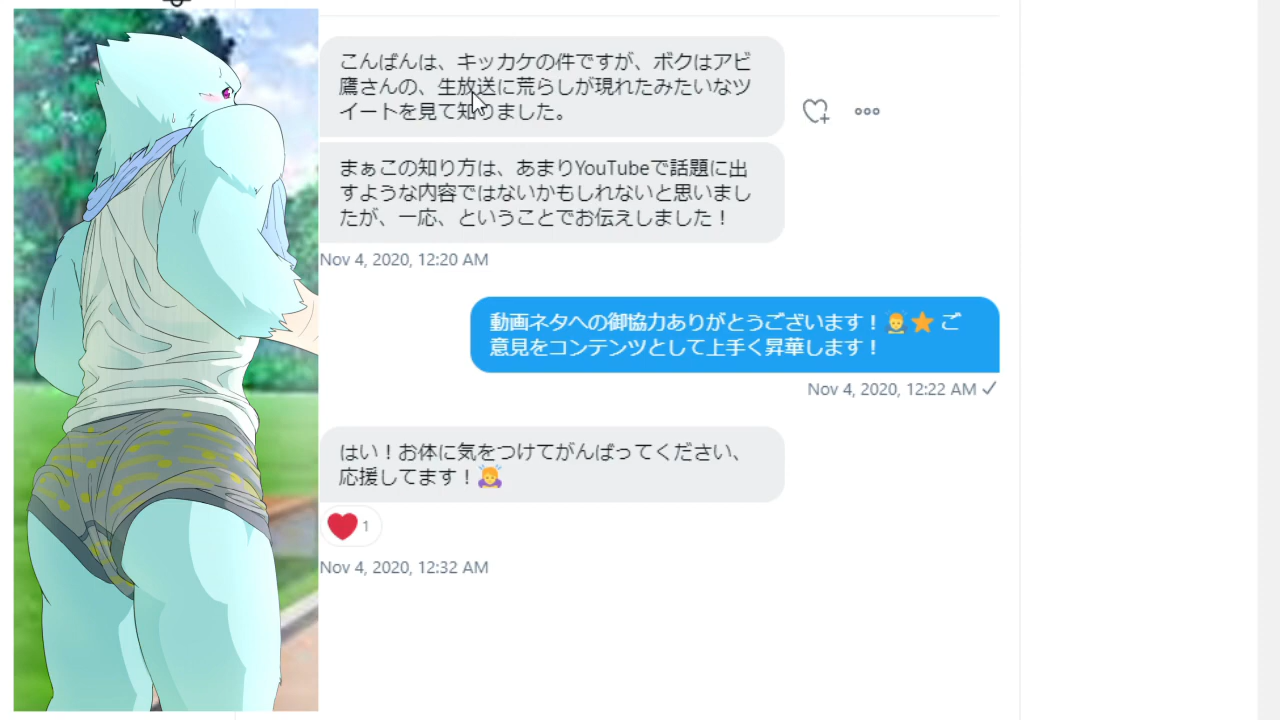 こんばんは、キッカケの件ですが、ボクはアビ
鷹さんの、生放送に荒らしが現れたみたいなツ
イートを見て知りました。
まぁこの知り方は、あまりYouTubeで話題に出
すような内容ではないかもしれないと思いまし
たが、一応、ということでお伝えしました！
Nov 4, 2020, 12:20 AM
動画ネタへの御協力ありがとうございます！🙇⭐ ご
意見をコンテンツとして上手く昇華します！
Nov 4, 2020, 12:22 AM ✓
はい！お体に気をつけてがんばってください、
応援してます！🙇‍♀️
❤️ 1
Nov 4, 2020, 12:32 AM